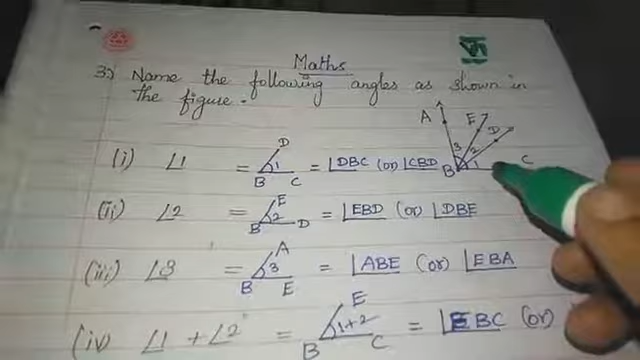 Maths
3) Name the following angles as shown in
the figure.
A E D
3 2 1
B C
(i) ∠1 = D 1 B C = ∠DBC (or) ∠CBD
(ii) ∠2 = E 2 B D = ∠EBD (or) ∠DBE
(iii) ∠3 = A 3 B E = ∠ABE (or) ∠EBA
(iv) ∠1 + ∠2 = E 1+2 B C = ∠EBC (or)